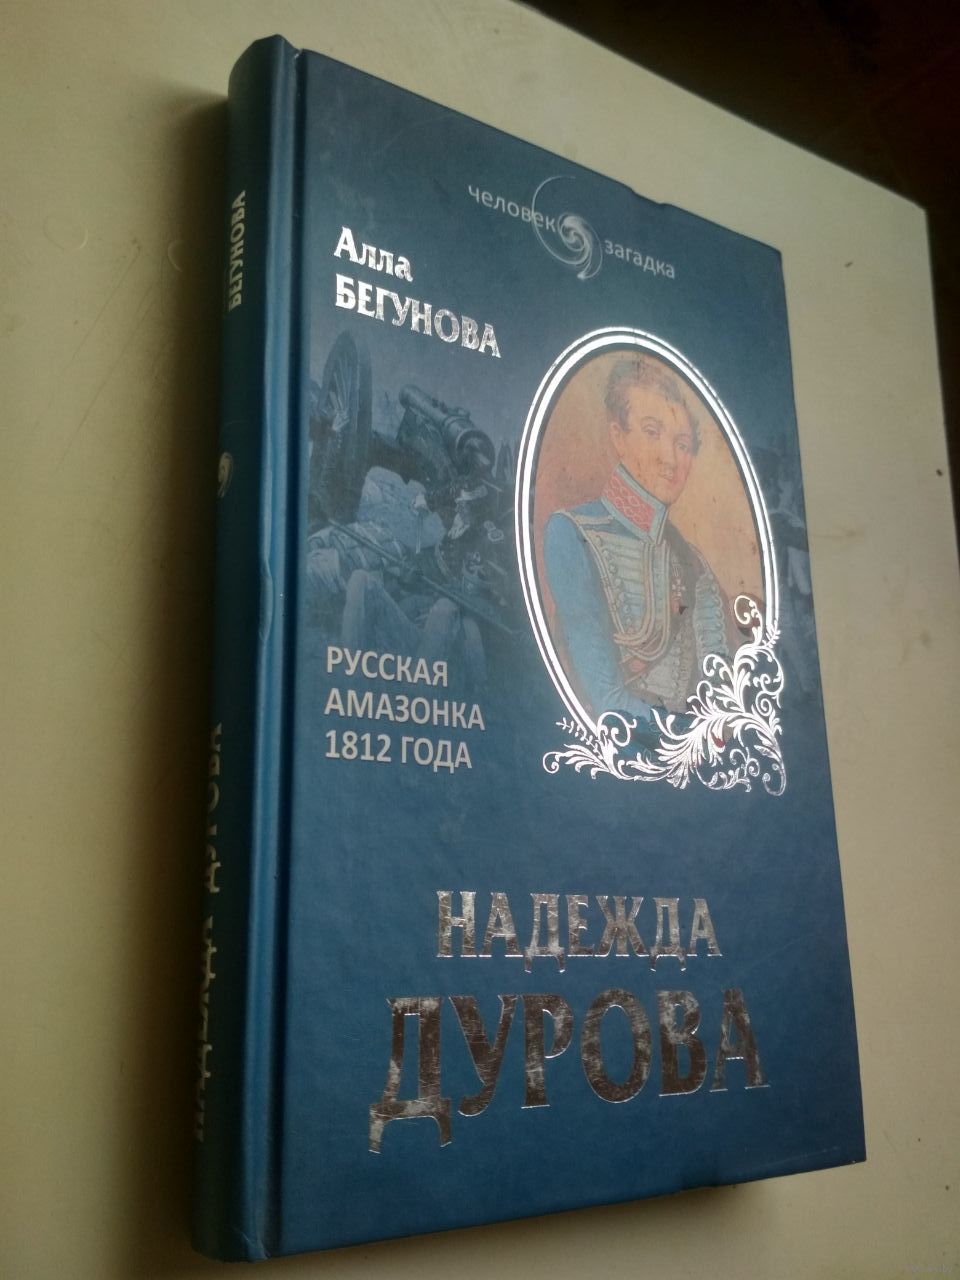 человек загадка
Алла
БЕГУНОВА
РУССКАЯ
АМАЗОНКА
1812 ГОДА
НАДЕЖДА
ДУРОВА
БЕГУНОВА
НАДЕЖДА ДУРОВА